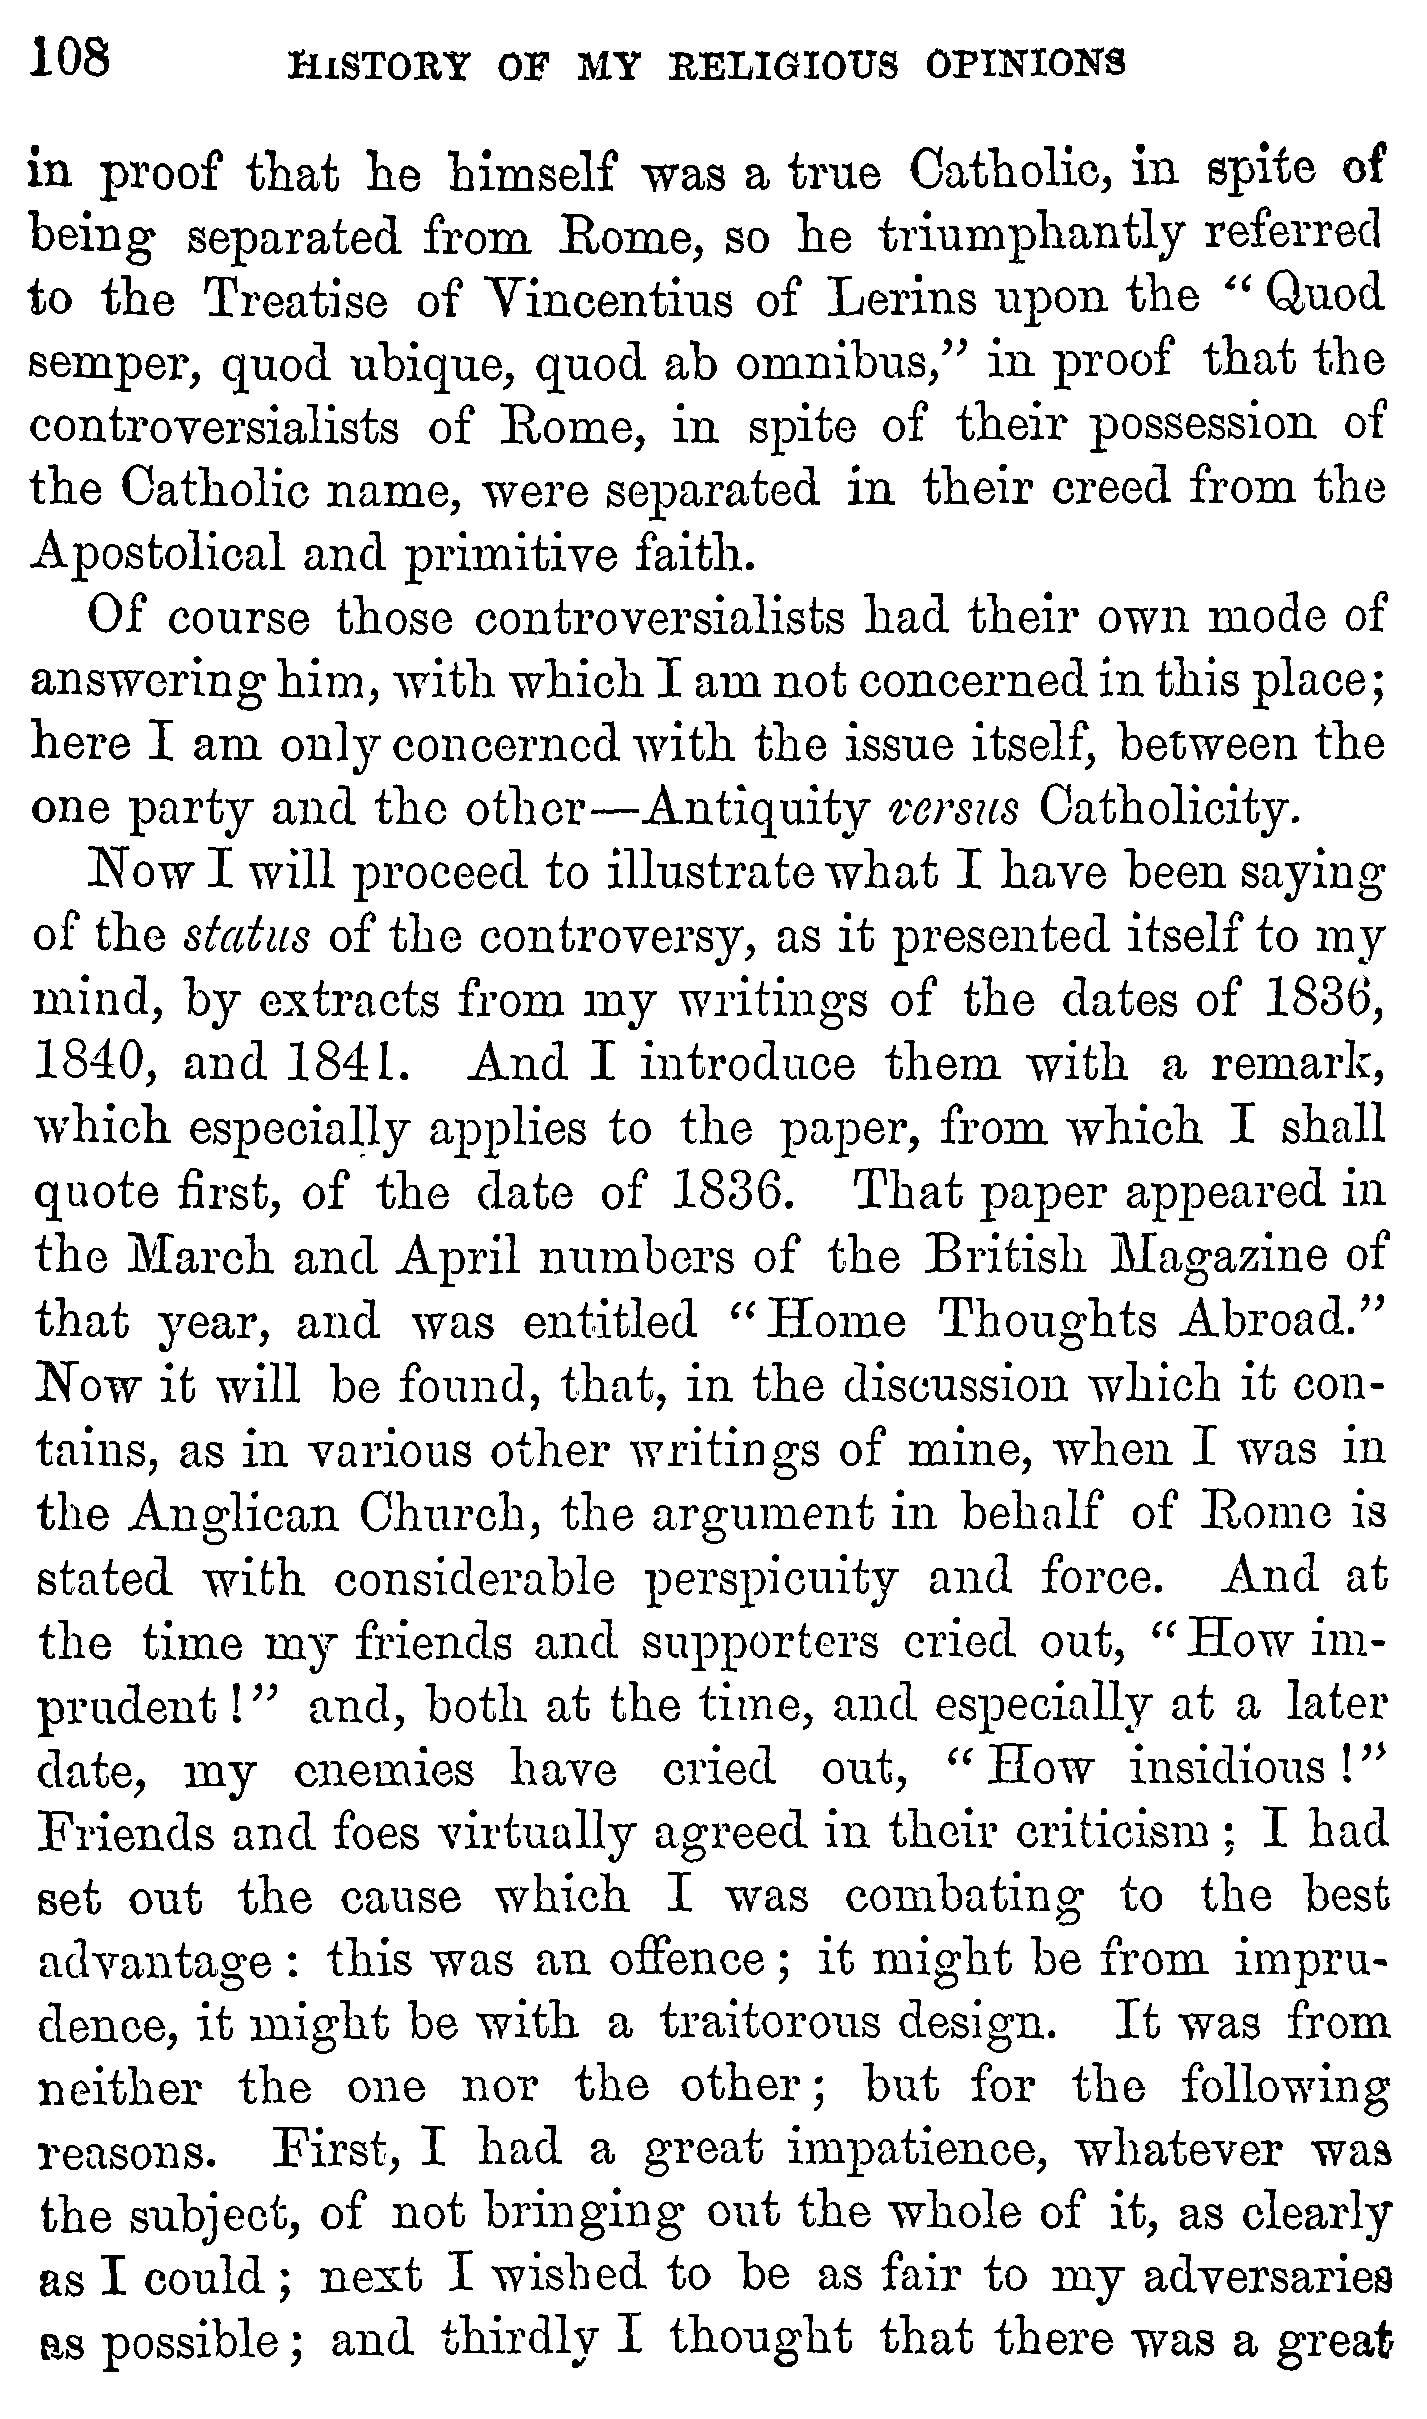 108 HISTORY OF MY RELIGIOUS OPINIONS
in proof that he himself was a true Catholic, in spite of
being separated from Rome, so he triumphantly referred
to the Treatise of Vincentius of Lerins upon the “Quod
semper, quod ubique, quod ab omnibus,” in proof that the
controversialists of Rome, in spite of their possession of
the Catholic name, were separated in their creed from the
Apostolical and primitive faith.
Of course those controversialists had their own mode of
answering him, with which I am not concerned in this place;
here I am only concerned with the issue itself, between the
one party and the other—Antiquity versus Catholicity.
Now I will proceed to illustrate what I have been saying
of the status of the controversy, as it presented itself to my
mind, by extracts from my writings of the dates of 1836,
1840, and 1841. And I introduce them with a remark,
which especially applies to the paper, from which I shall
quote first, of the date of 1836. That paper appeared in
the March and April numbers of the British Magazine of
that year, and was entitled “Home Thoughts Abroad.”
Now it will be found, that, in the discussion which it con-
tains, as in various other writings of mine, when I was in
the Anglican Church, the argument in behalf of Rome is
stated with considerable perspicuity and force. And at
the time my friends and supporters cried out, “How im-
prudent!” and, both at the time, and especially at a later
date, my enemies have cried out, “How insidious!”
Friends and foes virtually agreed in their criticism; I had
set out the cause which I was combating to the best
advantage: this was an offence; it might be from impru-
dence, it might be with a traitorous design. It was from
neither the one nor the other; but for the following
reasons. First, I had a great impatience, whatever was
the subject, of not bringing out the whole of it, as clearly
as I could; next I wished to be as fair to my adversaries
as possible; and thirdly I thought that there was a great